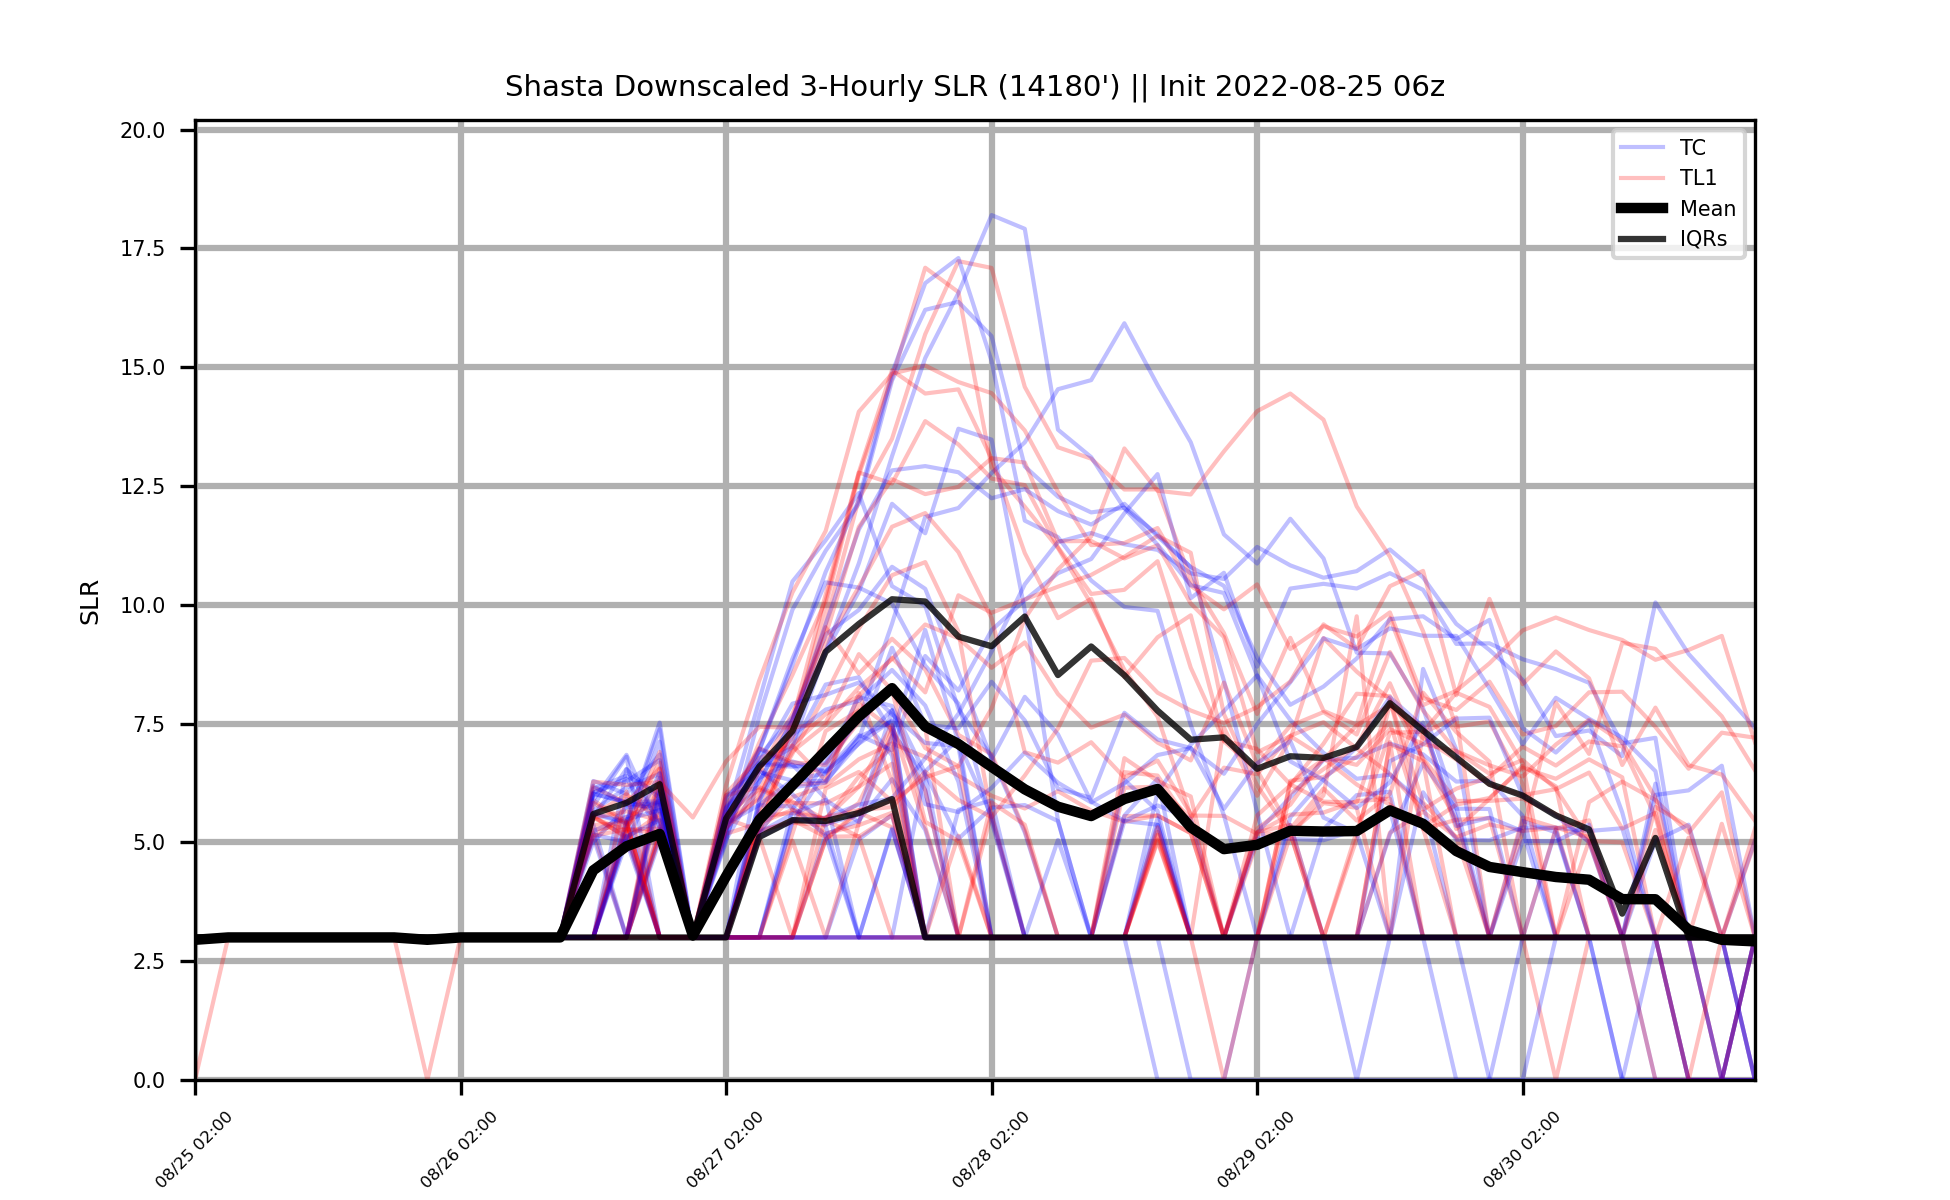 Shasta Downscaled 3-Hourly SLR (14180') || Init 2022-08-25 06z
20.0
17.5
15.0
12.5
10.0
7.5
5.0
2.5
0.0
SLR
TC
TL1
Mean
IQRs
08/25 02:00
08/26 02:00
08/27 02:00
08/28 02:00
08/29 02:00
08/30 02:00